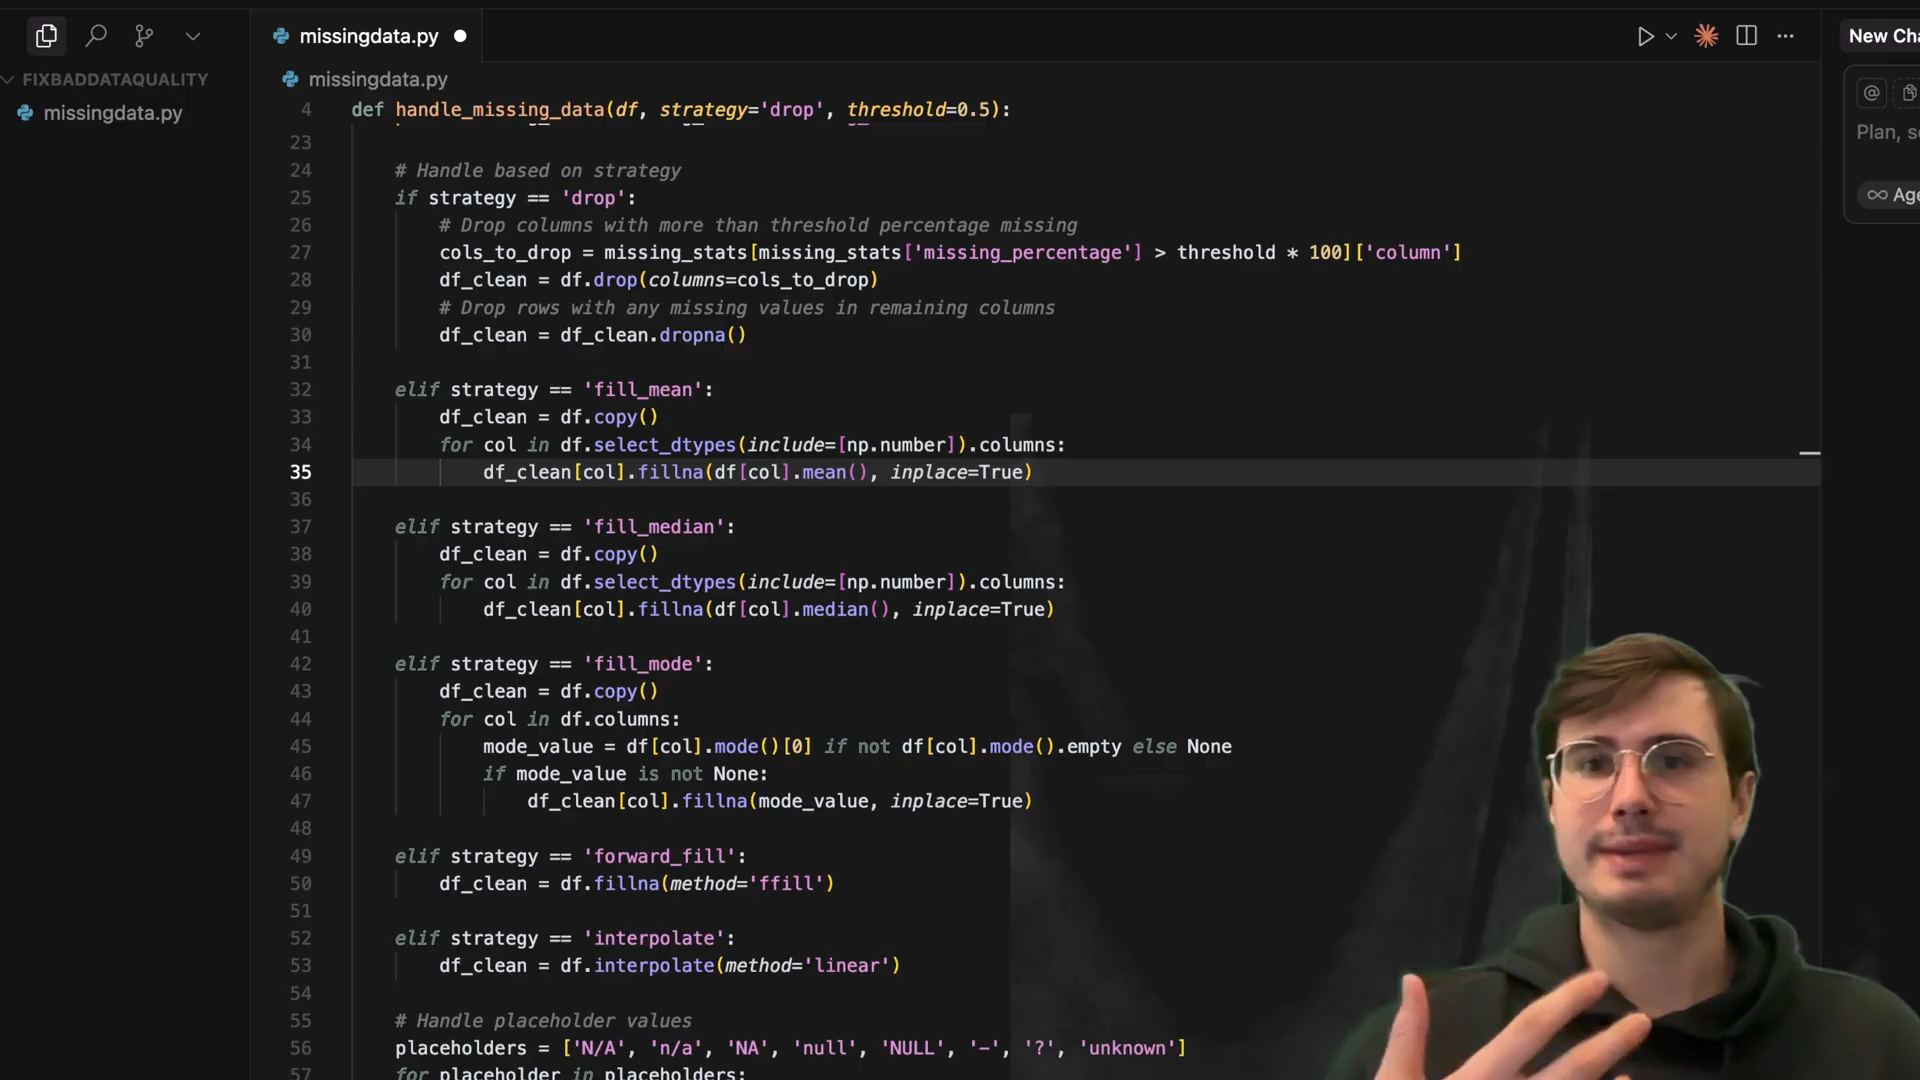 missingdata.py
New Cha
FIXBADDATAQUALITY
missingdata.py
missingdata.py
4 def handle_missing_data(df, strategy='drop', threshold=0.5):
23
24 # Handle based on strategy
25 if strategy == 'drop':
26 # Drop columns with more than threshold percentage missing
27 cols_to_drop = missing_stats[missing_stats['missing_percentage'] > threshold * 100]['column']
28 df_clean = df.drop(columns=cols_to_drop)
29 # Drop rows with any missing values in remaining columns
30 df_clean = df_clean.dropna()
31
32 elif strategy == 'fill_mean':
33 df_clean = df.copy()
34 for col in df.select_dtypes(include=[np.number]).columns:
35 df_clean[col].fillna(df[col].mean(), inplace=True)
36
37 elif strategy == 'fill_median':
38 df_clean = df.copy()
39 for col in df.select_dtypes(include=[np.number]).columns:
40 df_clean[col].fillna(df[col].median(), inplace=True)
41
42 elif strategy == 'fill_mode':
43 df_clean = df.copy()
44 for col in df.columns:
45 mode_value = df[col].mode()[0] if not df[col].mode().empty else None
46 if mode_value is not None:
47 df_clean[col].fillna(mode_value, inplace=True)
48
49 elif strategy == 'forward_fill':
50 df_clean = df.fillna(method='ffill')
51
52 elif strategy == 'interpolate':
53 df_clean = df.interpolate(method='linear')
54
55 # Handle placeholder values
56 placeholders = ['N/A', 'n/a', 'NA', 'null', 'NULL', '-', '?', 'unknown']
57 for placeholder in placeholders:
@
Plan, se
∞ Age